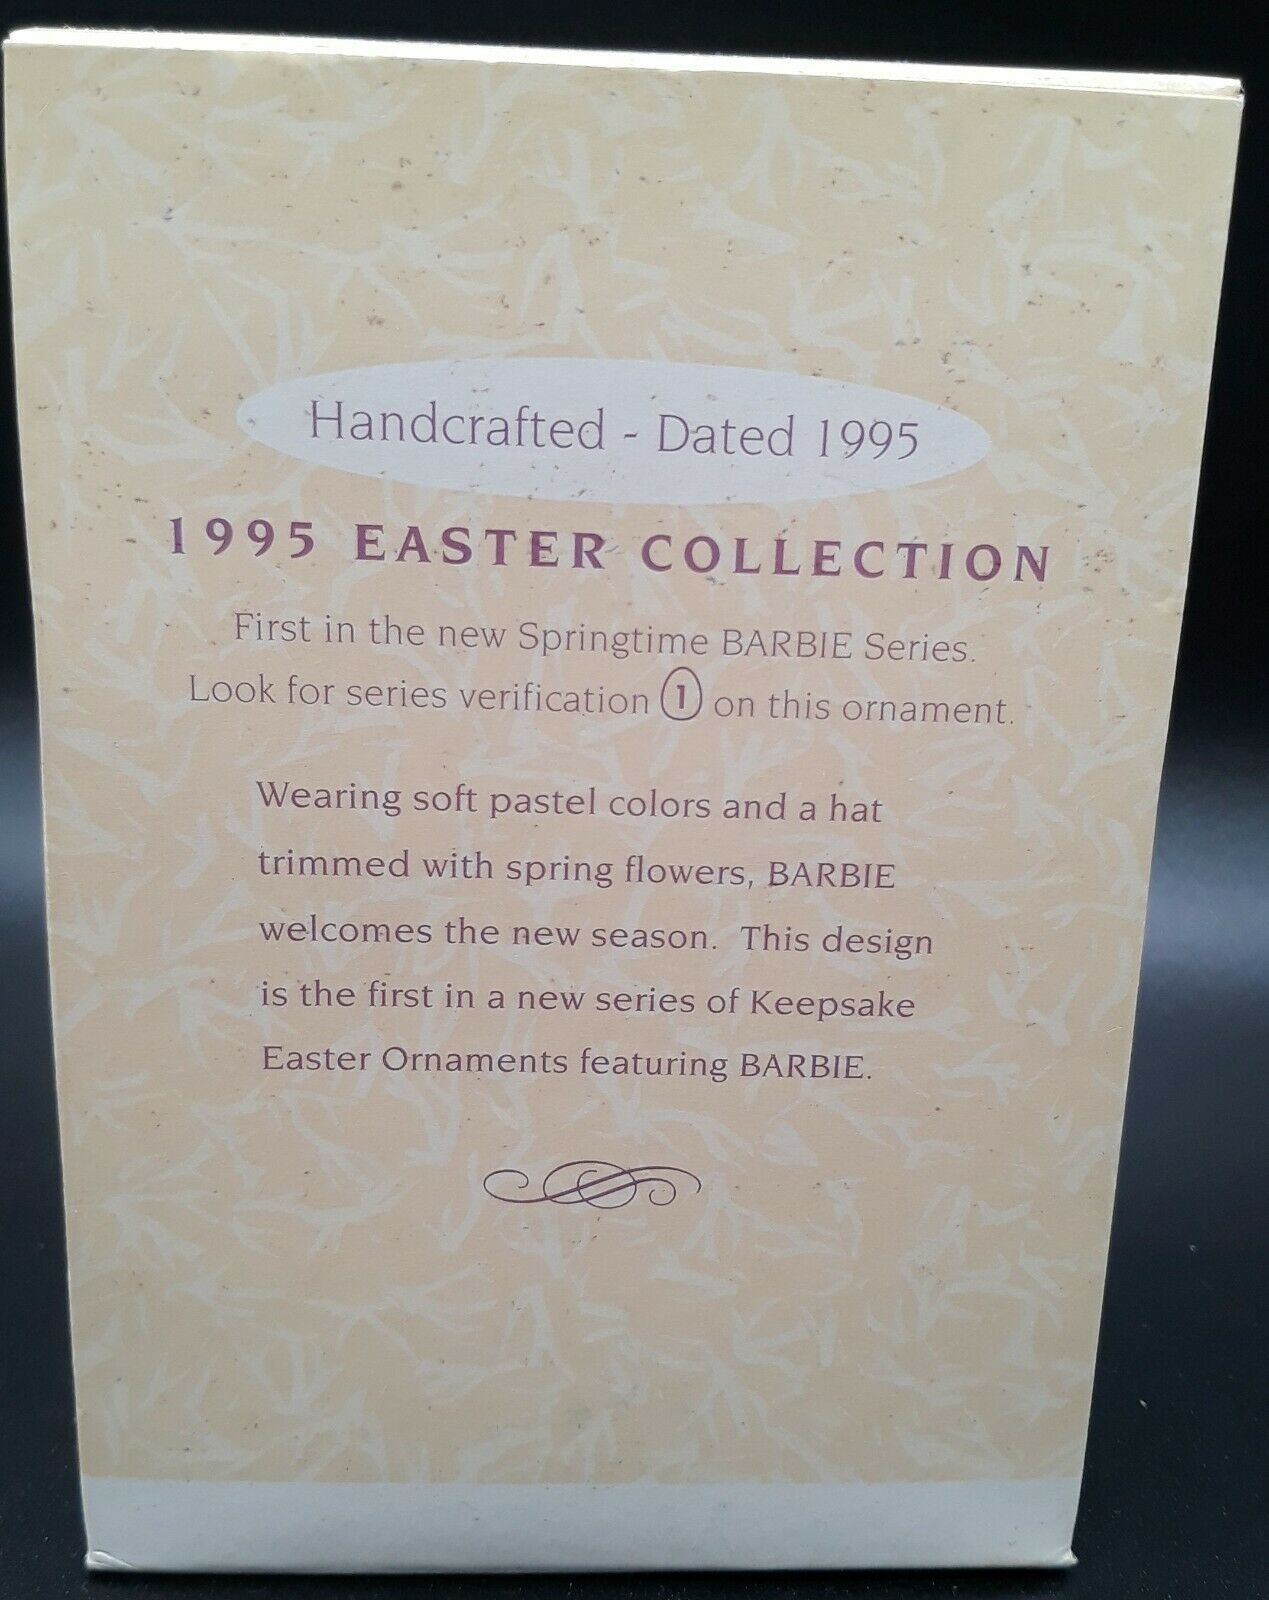 Handcrafted - Dated 1995
1995 EASTER COLLECTION
First in the new Springtime BARBIE Series.
Look for series verification 1 on this ornament.
Wearing soft pastel colors and a hat
trimmed with spring flowers, BARBIE
welcomes the new season. This design
is the first in a new series of Keepsake
Easter Ornaments featuring BARBIE.